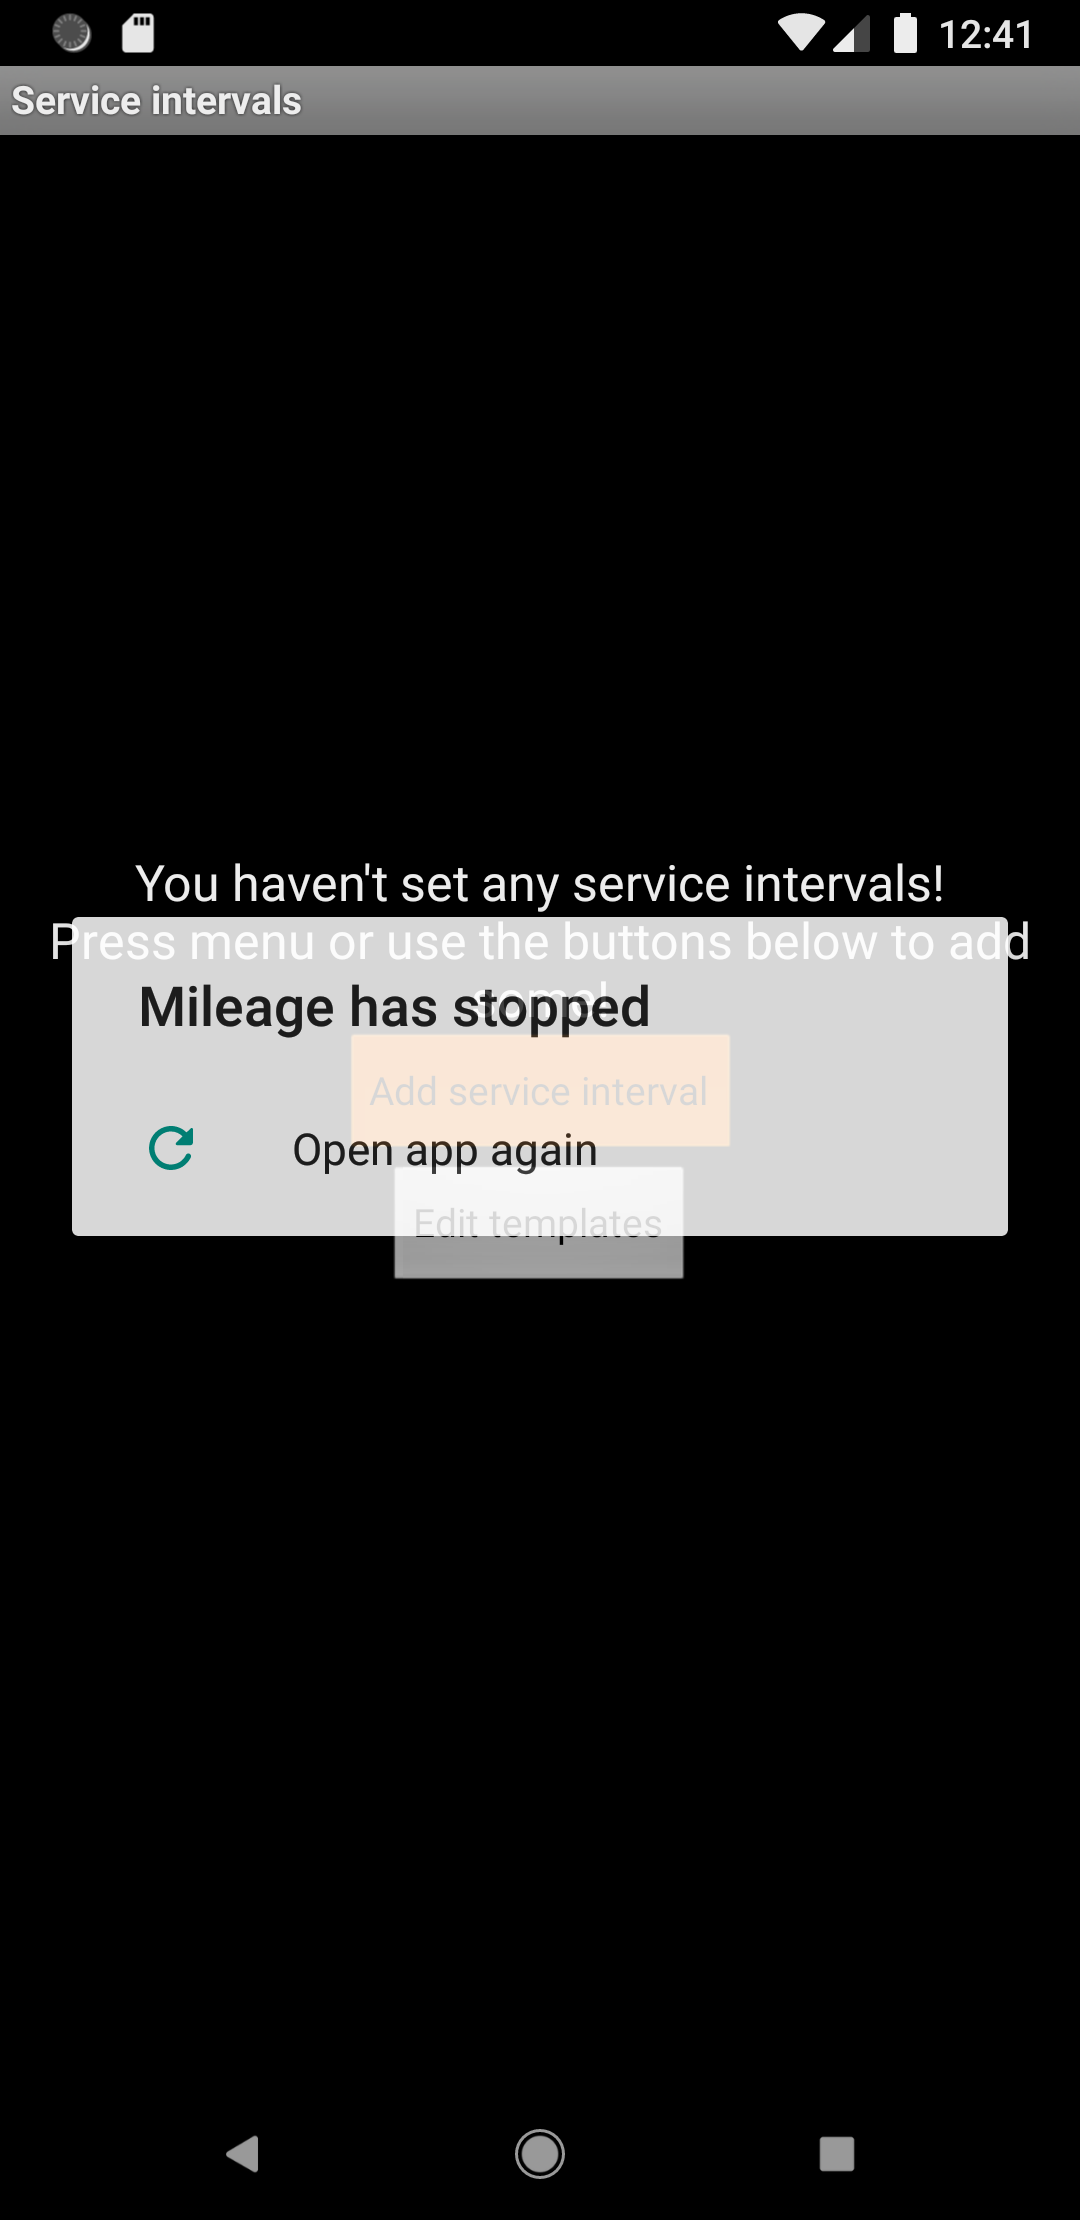 12:41
Service intervals
You haven't set any service intervals!
Press menu or use the buttons below to add
some!
Mileage has stopped
Add service interval
Open app again
Edit templates